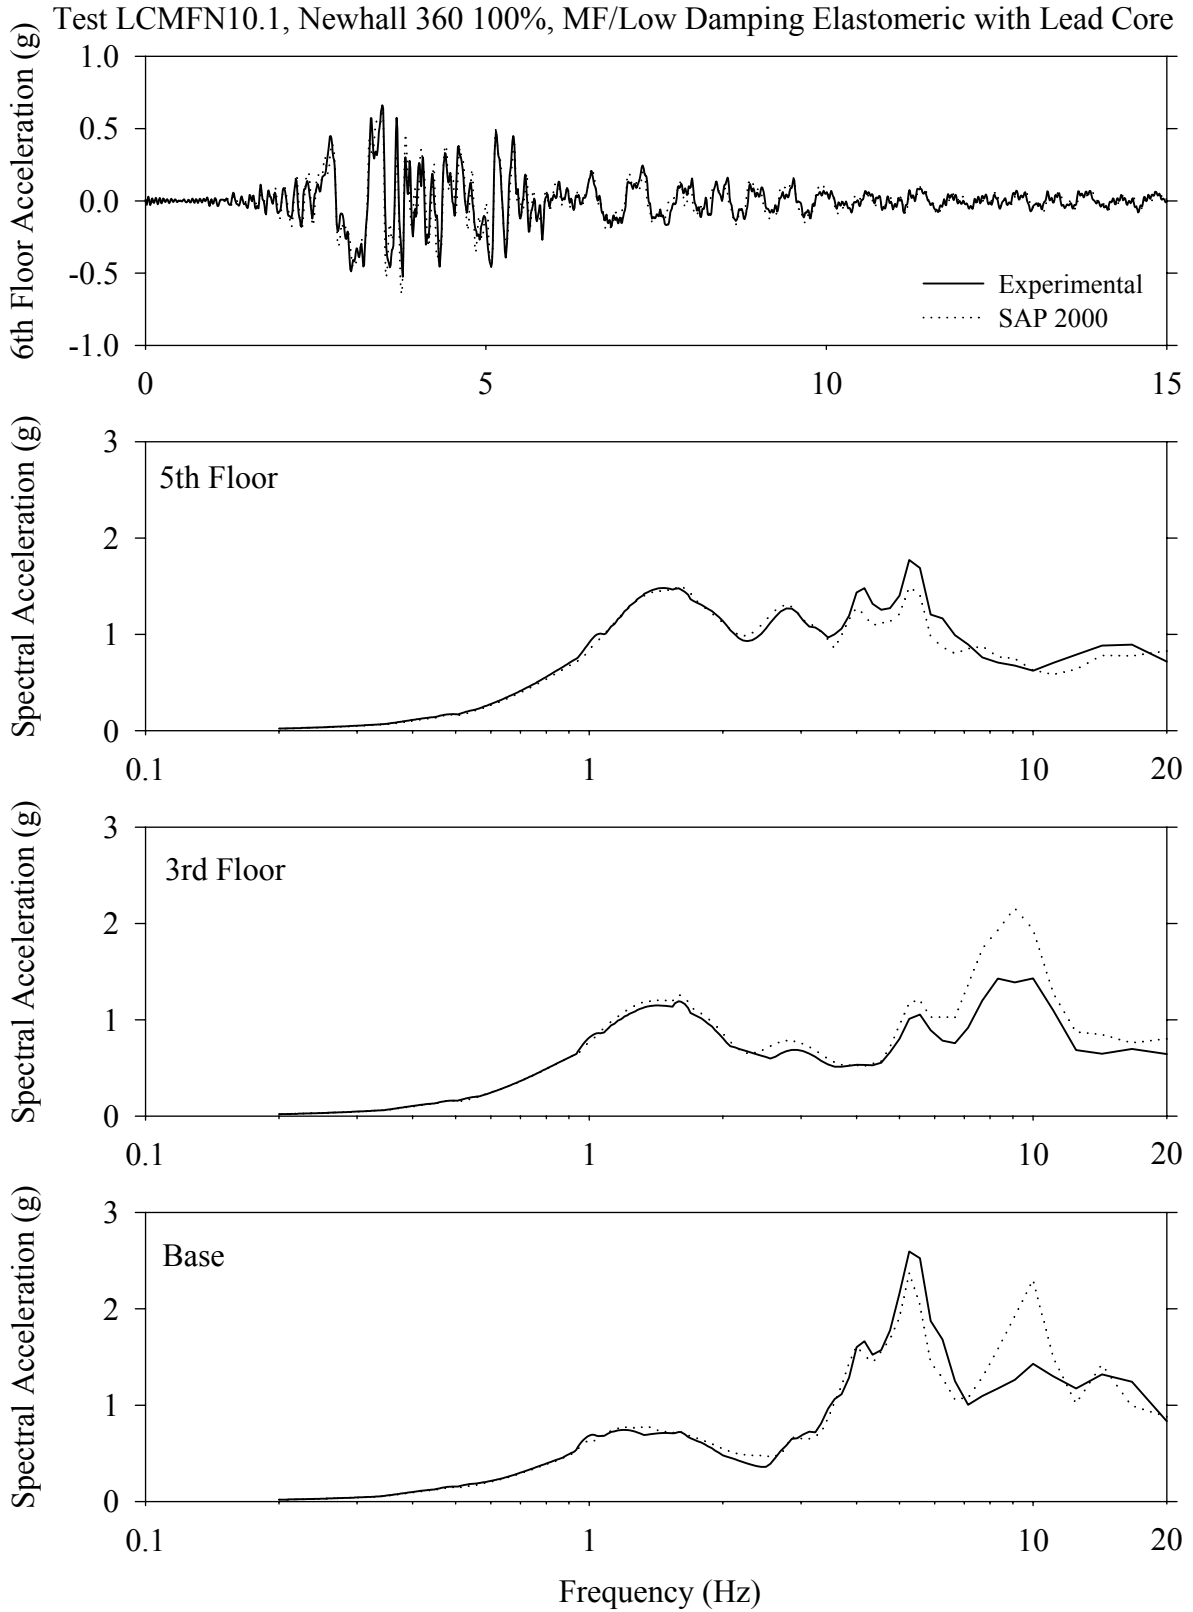 Test LCMFN10.1, Newhall 360 100%, MF/Low Damping Elastomeric with Lead Core
6th Floor Acceleration (g)
1.0
0.5
0.0
-0.5
-1.0
Experimental
SAP 2000
0 5 10 15
Spectral Acceleration (g)
5th Floor
3
2
1
0
0.1 1 10 20
Spectral Acceleration (g)
3rd Floor
3
2
1
0
0.1 1 10 20
Spectral Acceleration (g)
Base
3
2
1
0
0.1 1 10 20
Frequency (Hz)